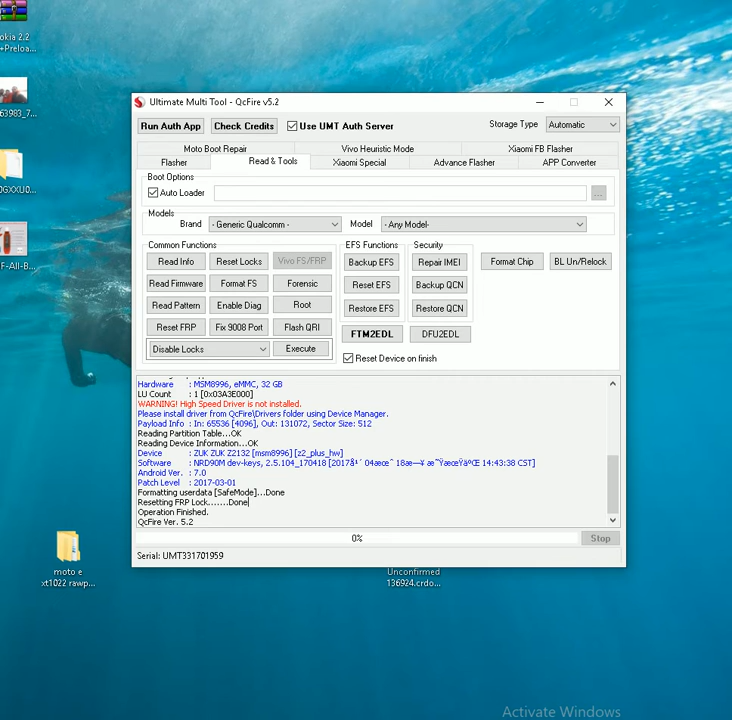 okia 2.2
+Preloa...
63983_7...
0GXXU0...
F-All-B...
moto e
xt1022 rawp...
Ultimate Multi Tool - QcFire v5.2
Run Auth App
Check Credits
Use UMT Auth Server
Storage Type
Automatic
Moto Boot Repair
Vivo Heuristic Mode
Xiaomi FB Flasher
Flasher
Read & Tools
Xiaomi Special
Advance Flasher
APP Converter
Boot Options
Auto Loader
...
Models
Brand
- Generic Qualcomm -
Model
- Any Model-
Common Functions
EFS Functions
Security
Read Info
Reset Locks
Vivo FS/FRP
Backup EFS
Repair IMEI
Format Chip
BL Un/Relock
Read Firmware
Format FS
Forensic
Reset EFS
Backup QCN
Read Pattern
Enable Diag
Root
Restore EFS
Restore QCN
Reset FRP
Fix 9008 Port
Flash QRI
FTM2EDL
DFU2EDL
Disable Locks
Execute
Reset Device on finish
Hardware : MSM8996, eMMC, 32 GB
LU Count : 1 [0x03A3E000]
WARNING! High Speed Driver is not installed.
Please install driver from QcFire\Drivers folder using Device Manager.
Payload Info : In: 65536 [4096], Out: 131072, Sector Size: 512
Reading Partition Table...OK
Reading Device Information...OK
Device : ZUK ZUK Z2132 [msm8996] [z2_plus_hw]
Software : NRD90M dev-keys, 2.5.104_170418 [2017 14:43:38 CST]
Android Ver. : 7.0
Patch Level : 2017-03-01
Formatting userdata [SafeMode]...Done
Resetting FRP Lock.......Done
Operation Finished.
QcFire Ver. 5.2
0%
Stop
Serial: UMT331701959
Unconfirmed
136924.crdo...
Activate Windows